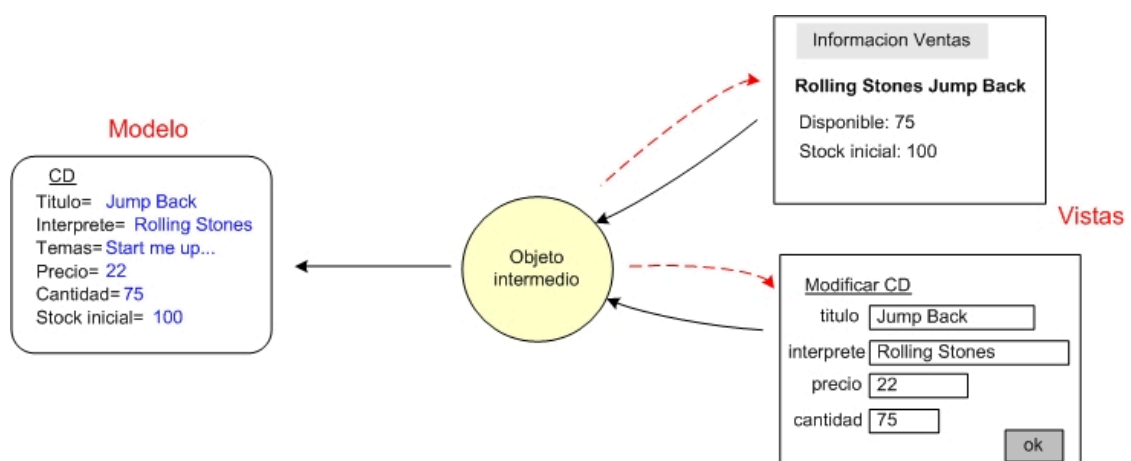 Modelo
CD
Titulo= Jump Back
Interprete= Rolling Stones
Temas= Start me up...
Precio= 22
Cantidad= 75
Stock inicial= 100
Objeto
intermedio
Informacion Ventas
Rolling Stones Jump Back
Disponible: 75
Stock inicial: 100
Vistas
Modificar CD
titulo Jump Back
interprete Rolling Stones
precio 22
cantidad 75
ok